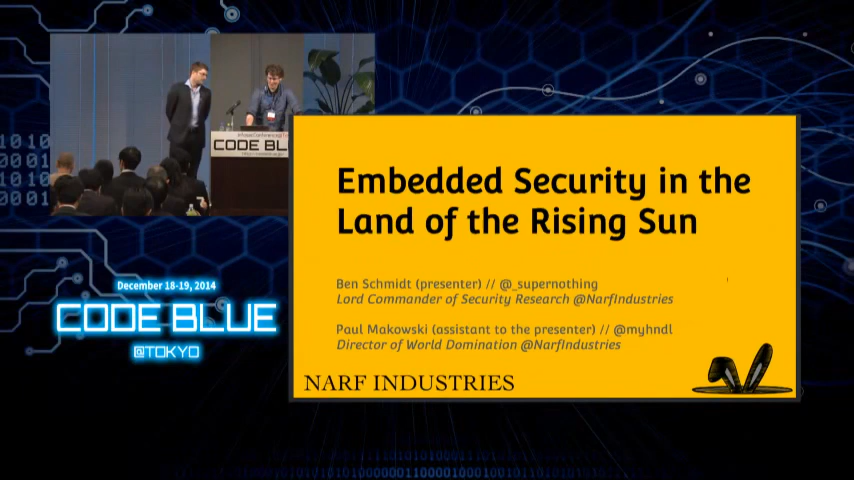 CODE BL
Embedded Security in the
Land of the Rising Sun
Ben Schmidt (presenter) // @_supernothing
Lord Commander of Security Research @NarfIndustries
Paul Makowski (assistant to the presenter) // @myhndl
Director of World Domination @NarfIndustries
NARF INDUSTRIES
December 18-19, 2014
CODE BLUE
@TOKYO